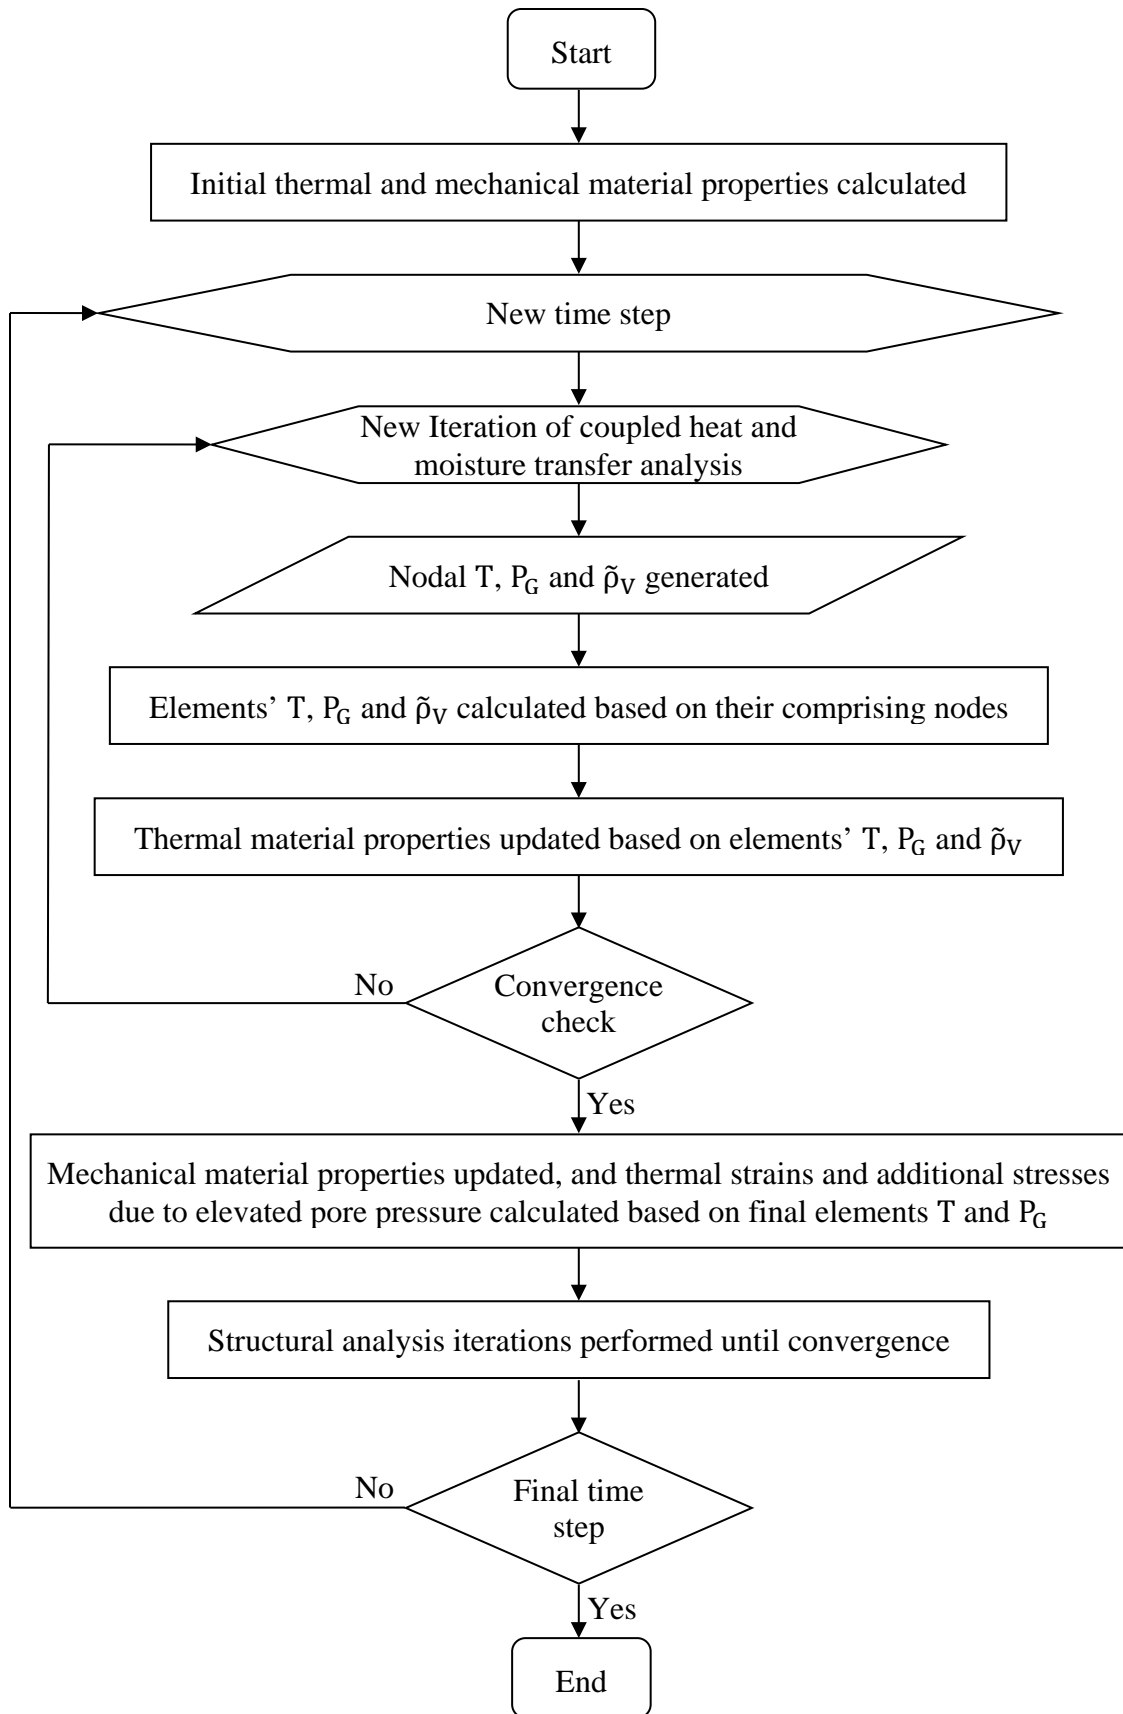 Start
Initial thermal and mechanical material properties calculated
New time step
New Iteration of coupled heat and
moisture transfer analysis
Nodal T, P_G and ρ̃_V generated
Elements’ T, P_G and ρ̃_V calculated based on their comprising nodes
Thermal material properties updated based on elements’ T, P_G and ρ̃_V
No
Convergence
check
Yes
Mechanical material properties updated, and thermal strains and additional stresses
due to elevated pore pressure calculated based on final elements T and P_G
Structural analysis iterations performed until convergence
No
Final time
step
Yes
End